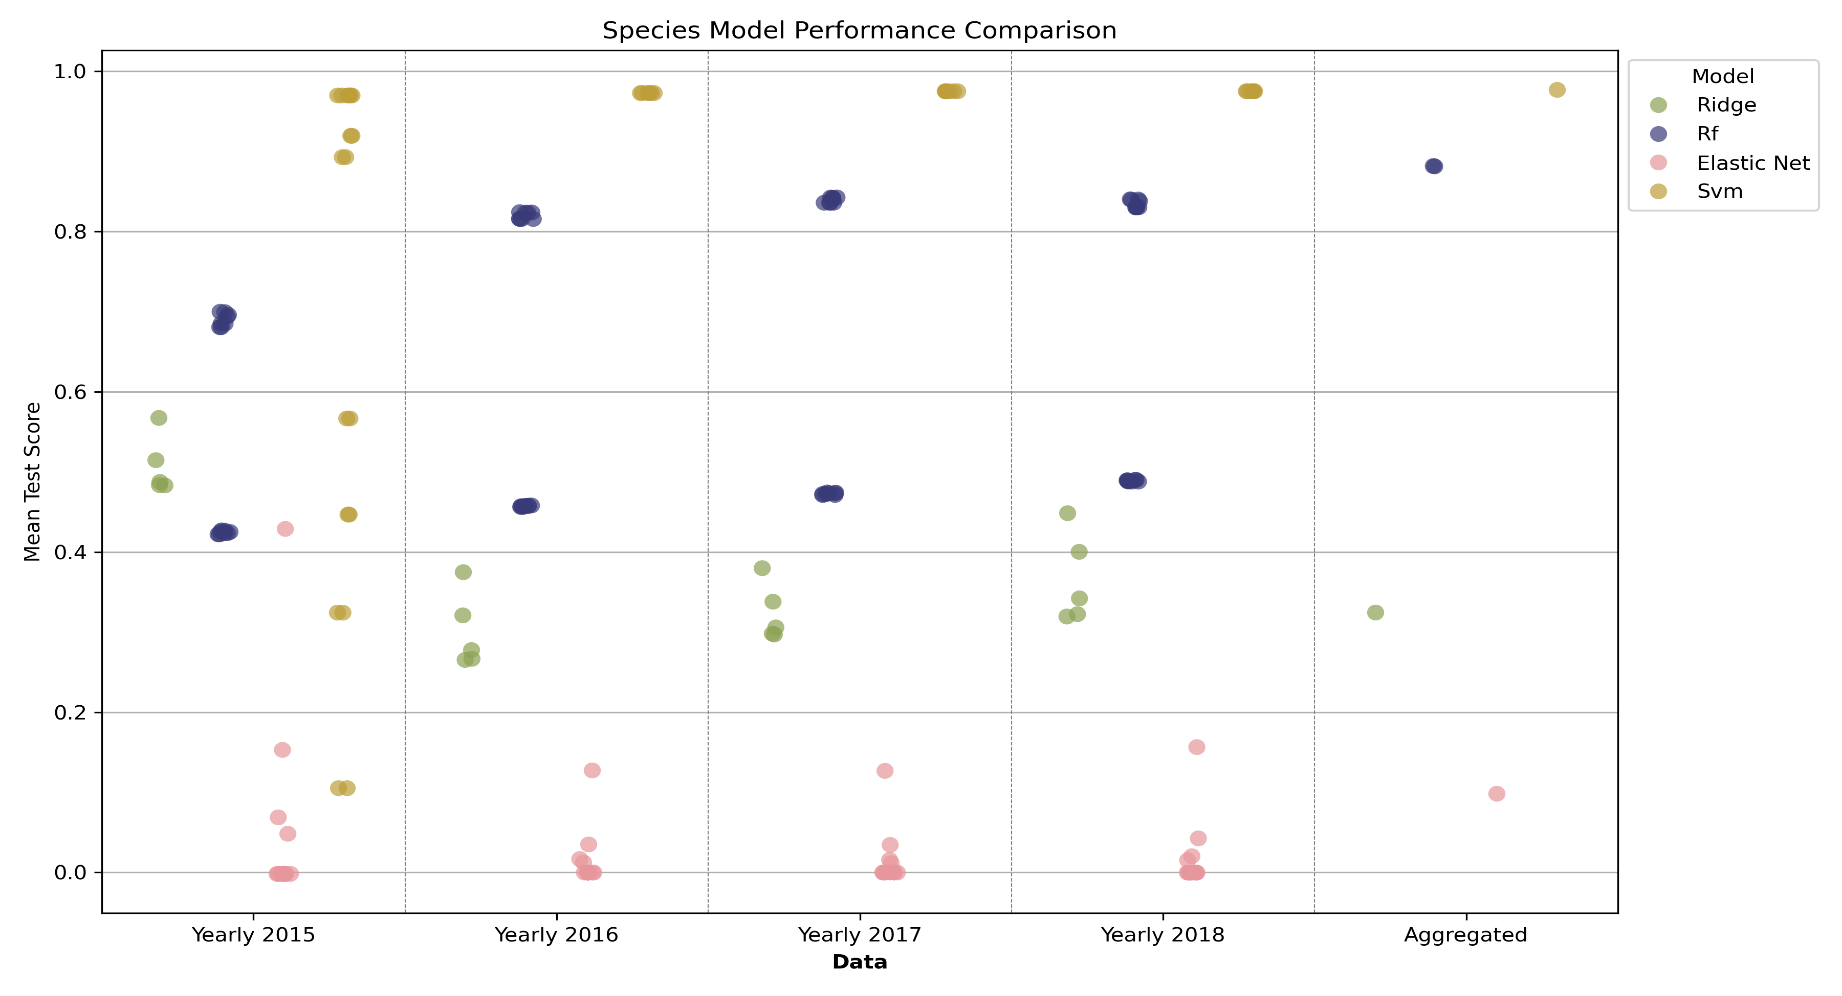 Species Model Performance Comparison
Model
Ridge
Rf
Elastic Net
Svm
Mean Test Score
1.0
0.8
0.6
0.4
0.2
0.0
Yearly 2015
Yearly 2016
Yearly 2017
Yearly 2018
Aggregated
Data